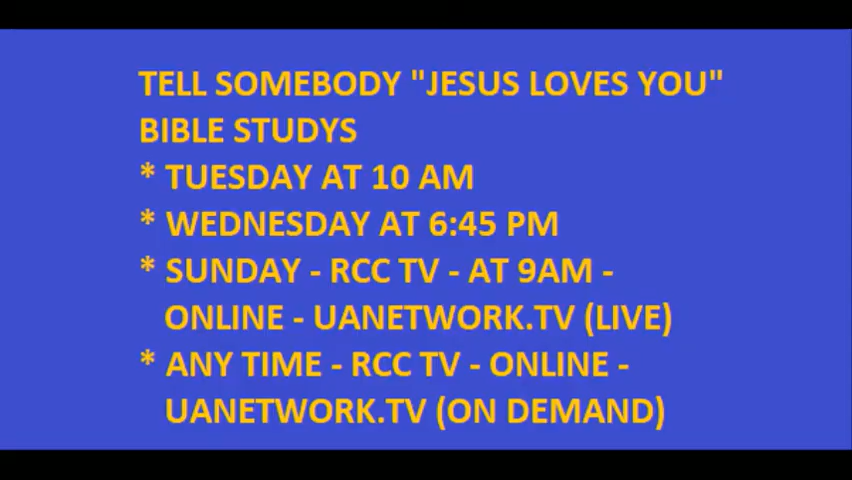 TELL SOMEBODY "JESUS LOVES YOU"
BIBLE STUDYS
* TUESDAY AT 10 AM
* WEDNESDAY AT 6:45 PM
* SUNDAY - RCC TV - AT 9AM -
ONLINE - UANETWORK.TV (LIVE)
* ANY TIME - RCC TV - ONLINE -
UANETWORK.TV (ON DEMAND)